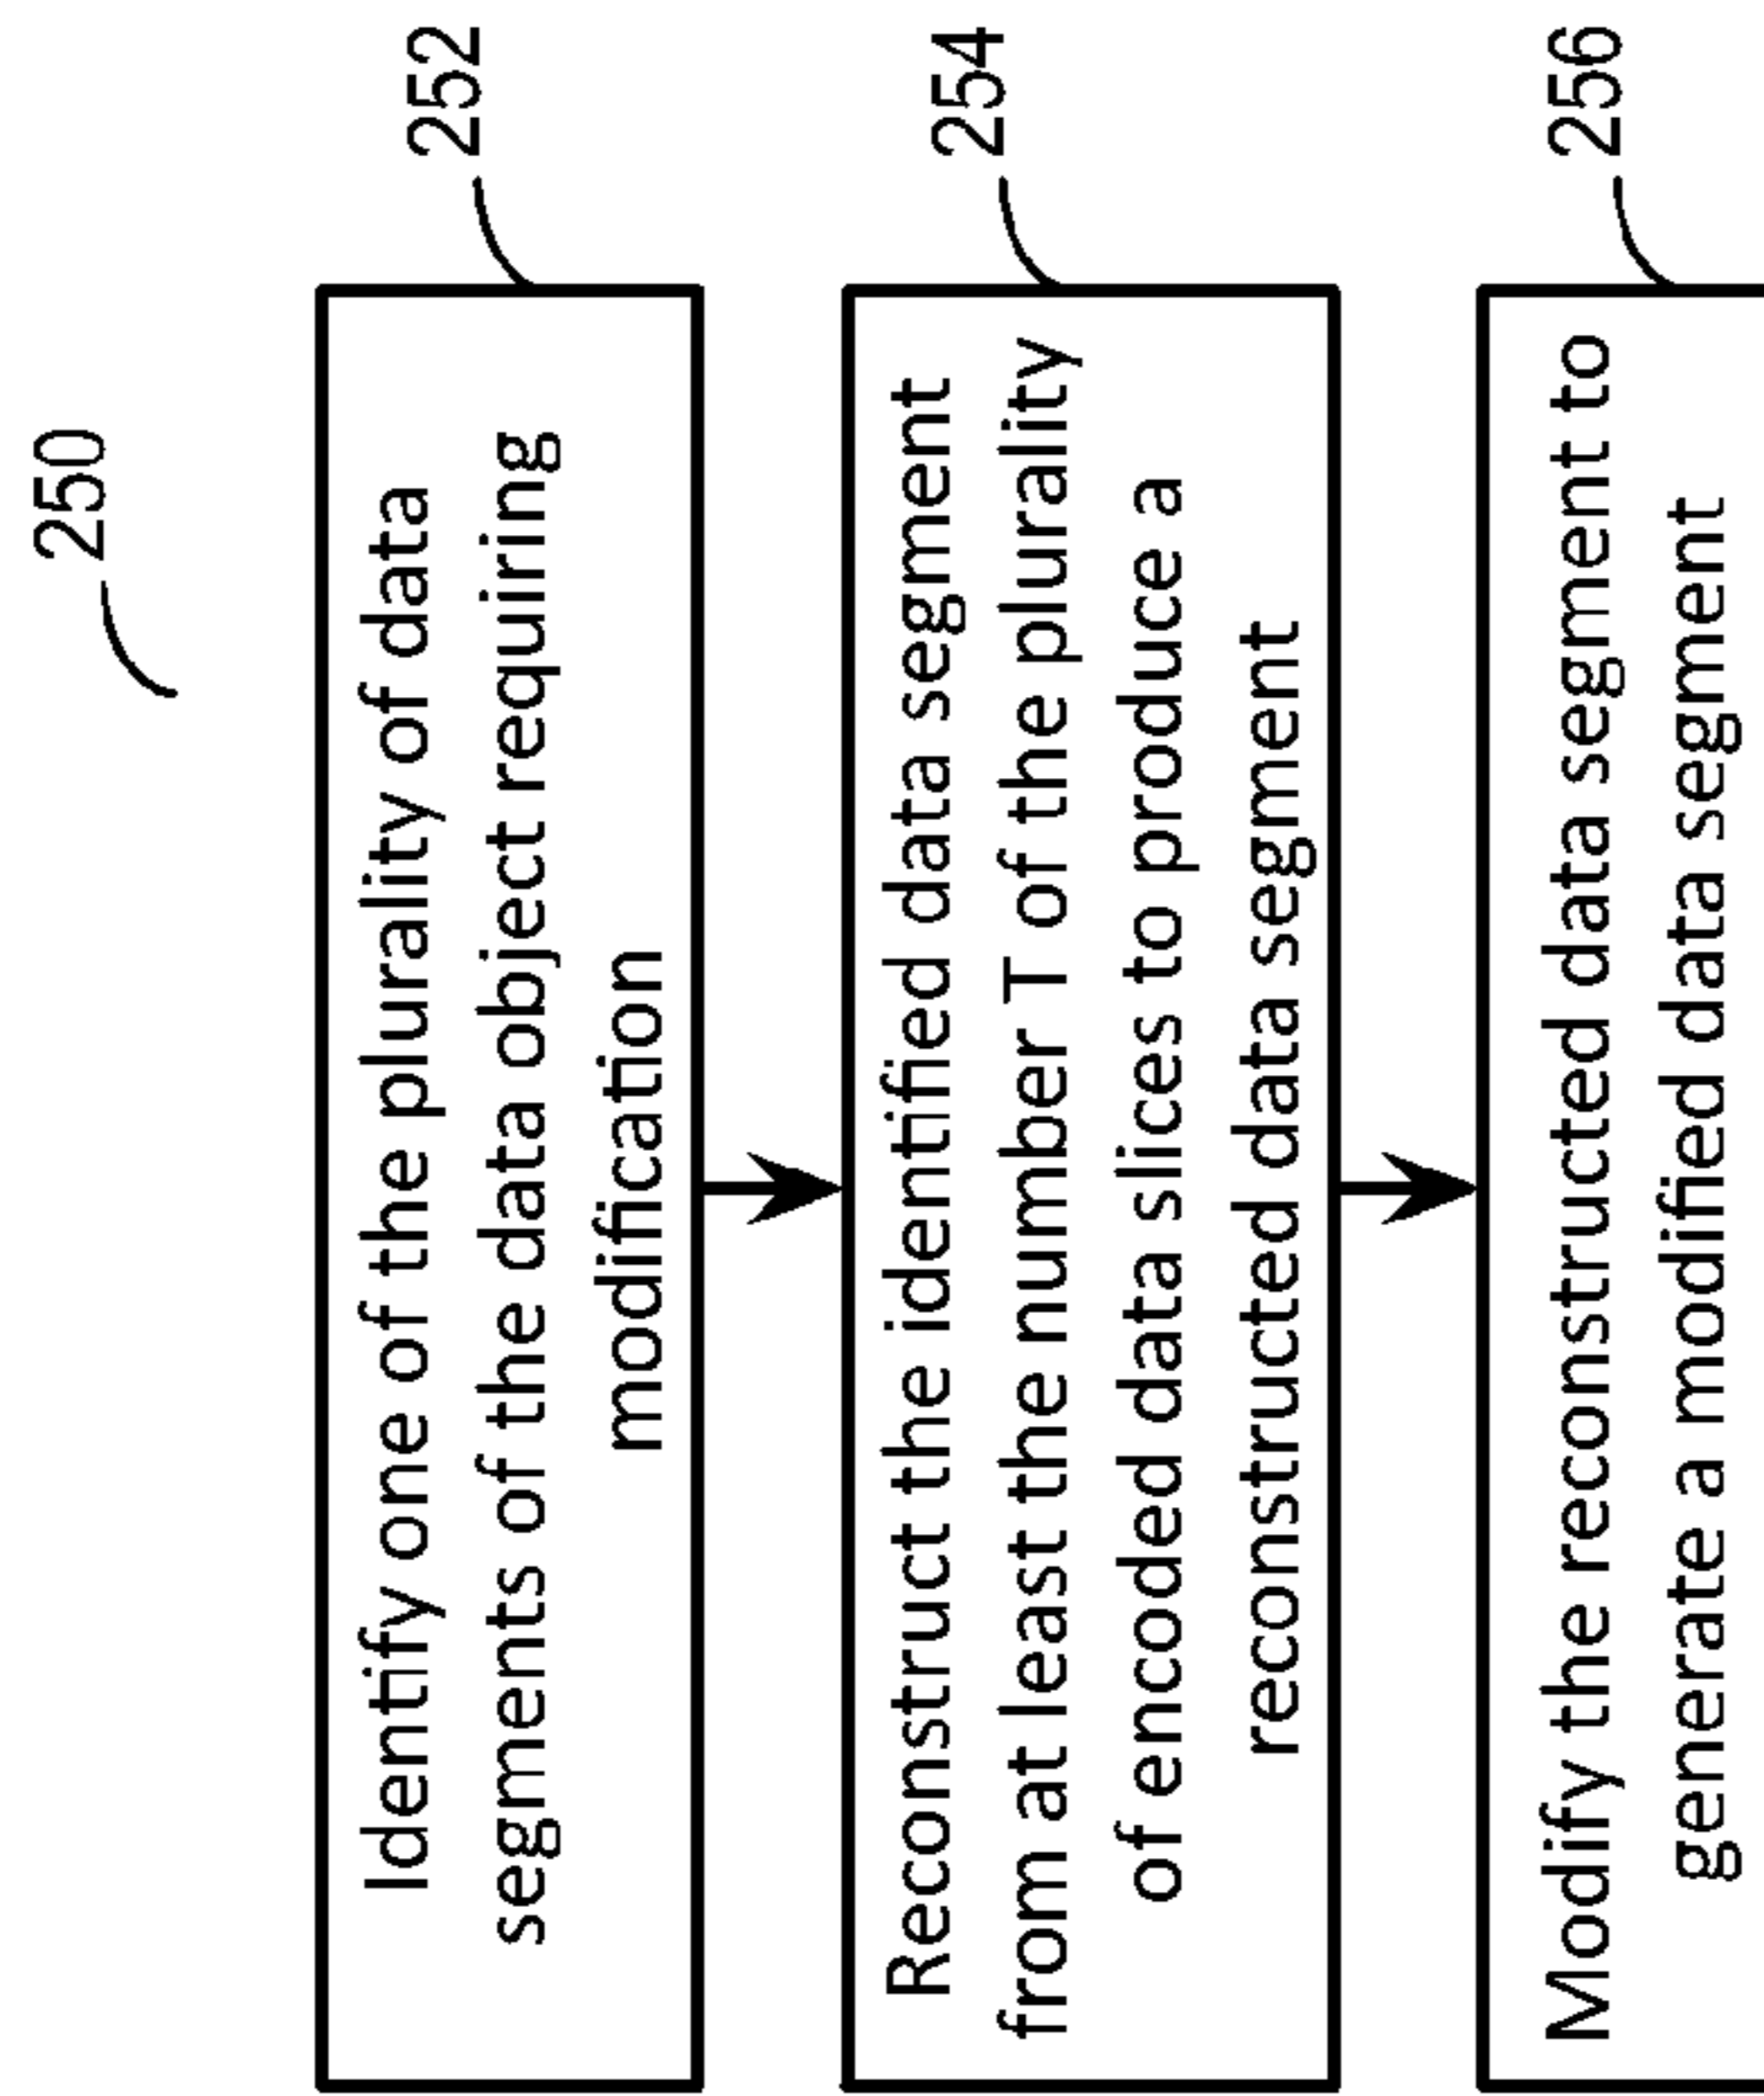 250
252
Identify one of the plurality of data
segments of the data object requiring
modification
254
Reconstruct the identified data segment
from at least the number T of the plurality
of encoded data slices to produce a
reconstructed data segment
256
Modify the reconstructed data segment to
generate a modified data segment